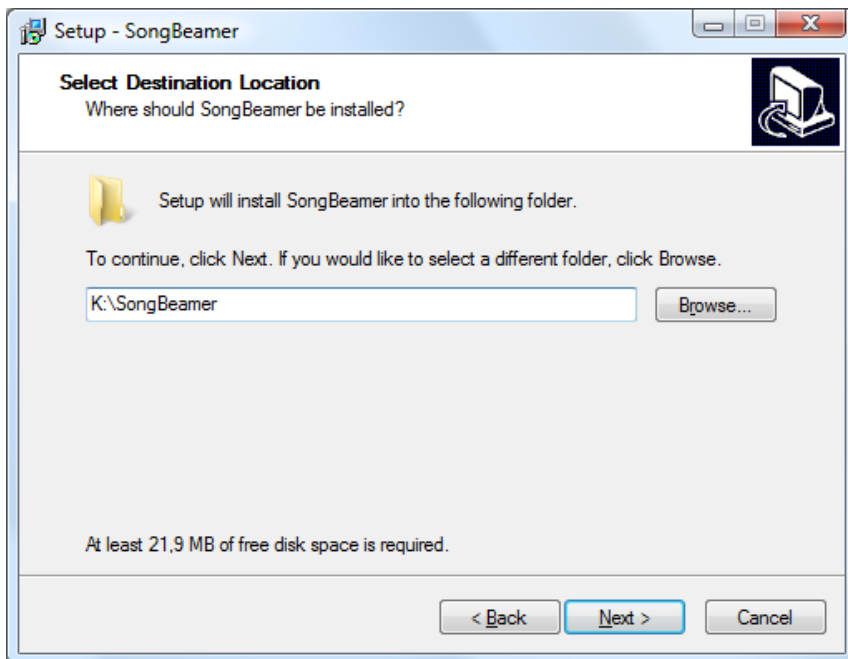 Setup - SongBeamer
Select Destination Location
Where should SongBeamer be installed?
Setup will install SongBeamer into the following folder.
To continue, click Next. If you would like to select a different folder, click Browse.
K:\SongBeamer
Browse...
At least 21,9 MB of free disk space is required.
< Back Next > Cancel